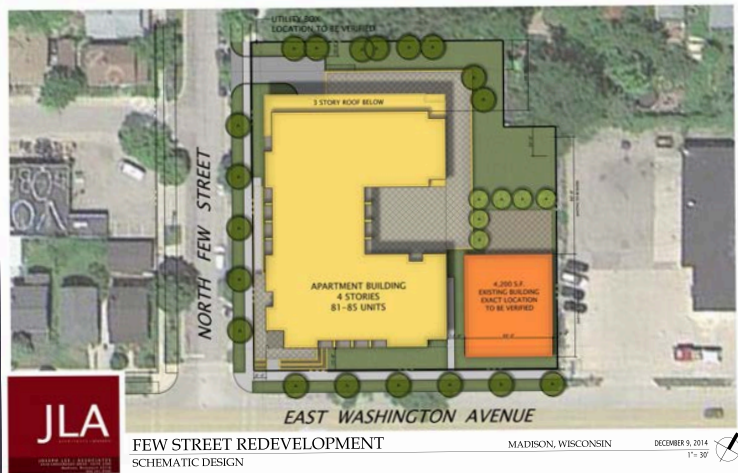 UTILITY BOX
LOCATION TO BE VERIFIED
3 STORY ROOF BELOW
NORTH FEW STREET
APARTMENT BUILDING
4 STORIES
81-85 UNITS
4,200 S.F.
EXISTING BUILDING
EXACT LOCATION
TO BE VERIFIED
EAST WASHINGTON AVENUE
JLA
FEW STREET REDEVELOPMENT
MADISON, WISCONSIN
DECEMBER 9, 2014
SCHEMATIC DESIGN
1"= 30'